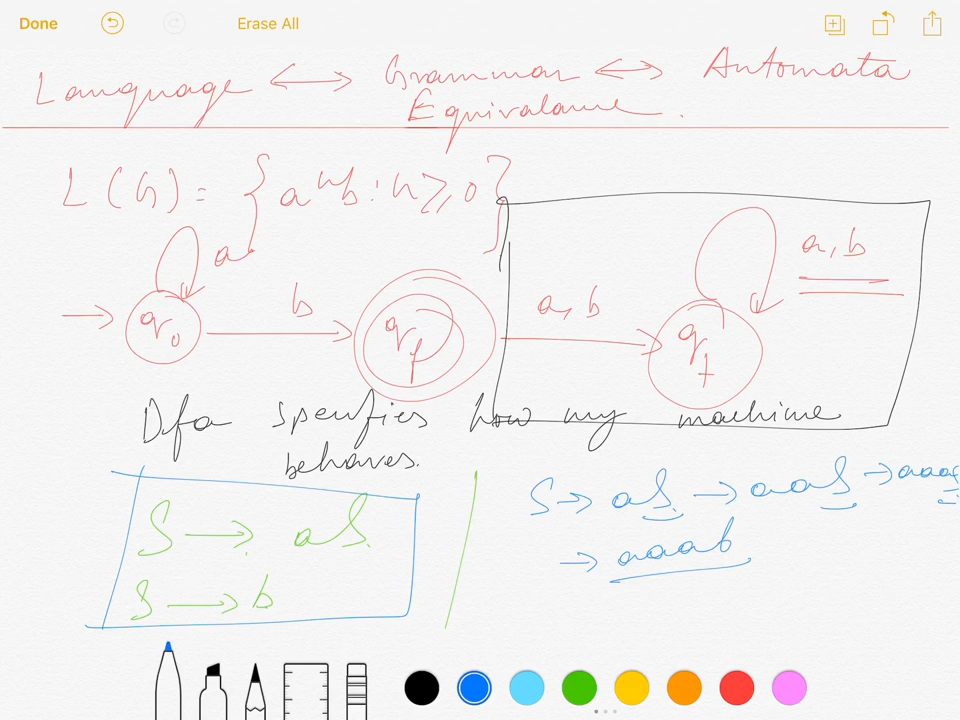 Done Erase All
Language ↔ Grammar ↔ Automata
Equivalance.
L(G) = { aⁿb : n ≥ 0 }
a
a, b
→ q₀ b q_f a, b q_t
Dfa specifies how my machine
behaves.
S → aS → aaS → aaaS
S → aS
→ aaab
S → b